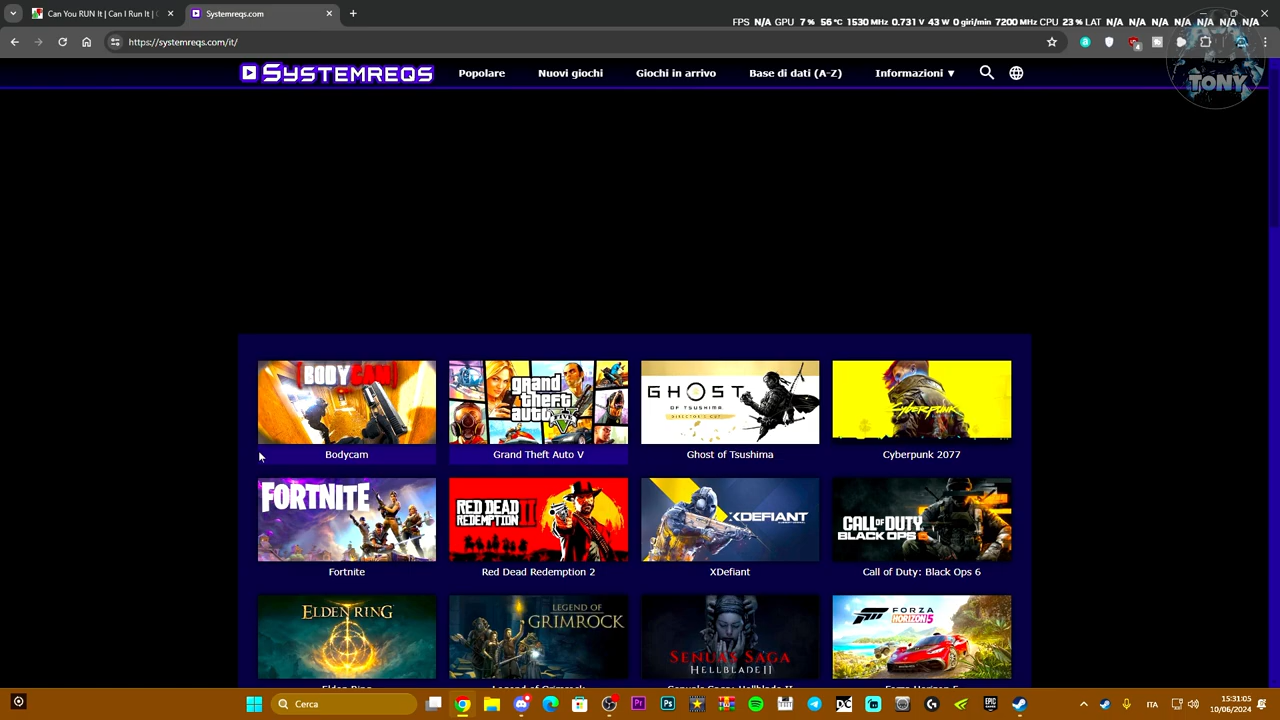 Can You RUN It | Can I Run It |
Systemreqs.com
FPS N/A GPU 7 % 56 °C 1530 MHz 0.731 V 43 W 0 giri/min 7200 MHz CPU 23 % LAT N/A N/A N/A N/A N/A N/A N/A
https://systemreqs.com/it/
TONY
SYSTEMREQS
Popolare
Nuovi giochi
Giochi in arrivo
Base di dati (A-Z)
Informazioni ▼
BODYCAM
grand theft auto V
GHOST OF TSUSHIMA
DIRECTOR'S CUT
CYBERPUNK
Bodycam
Grand Theft Auto V
Ghost of Tsushima
Cyberpunk 2077
FORTNITE
RED DEAD REDEMPTION II
XDEFIANT
CALL OF DUTY BLACK OPS 6
Fortnite
Red Dead Redemption 2
XDefiant
Call of Duty: Black Ops 6
ELDEN RING
LEGEND OF GRIMROCK
SENUA'S SAGA HELLBLADE II
FORZA HORIZON 5
Cerca
ITA
15:31:05
10/06/2024